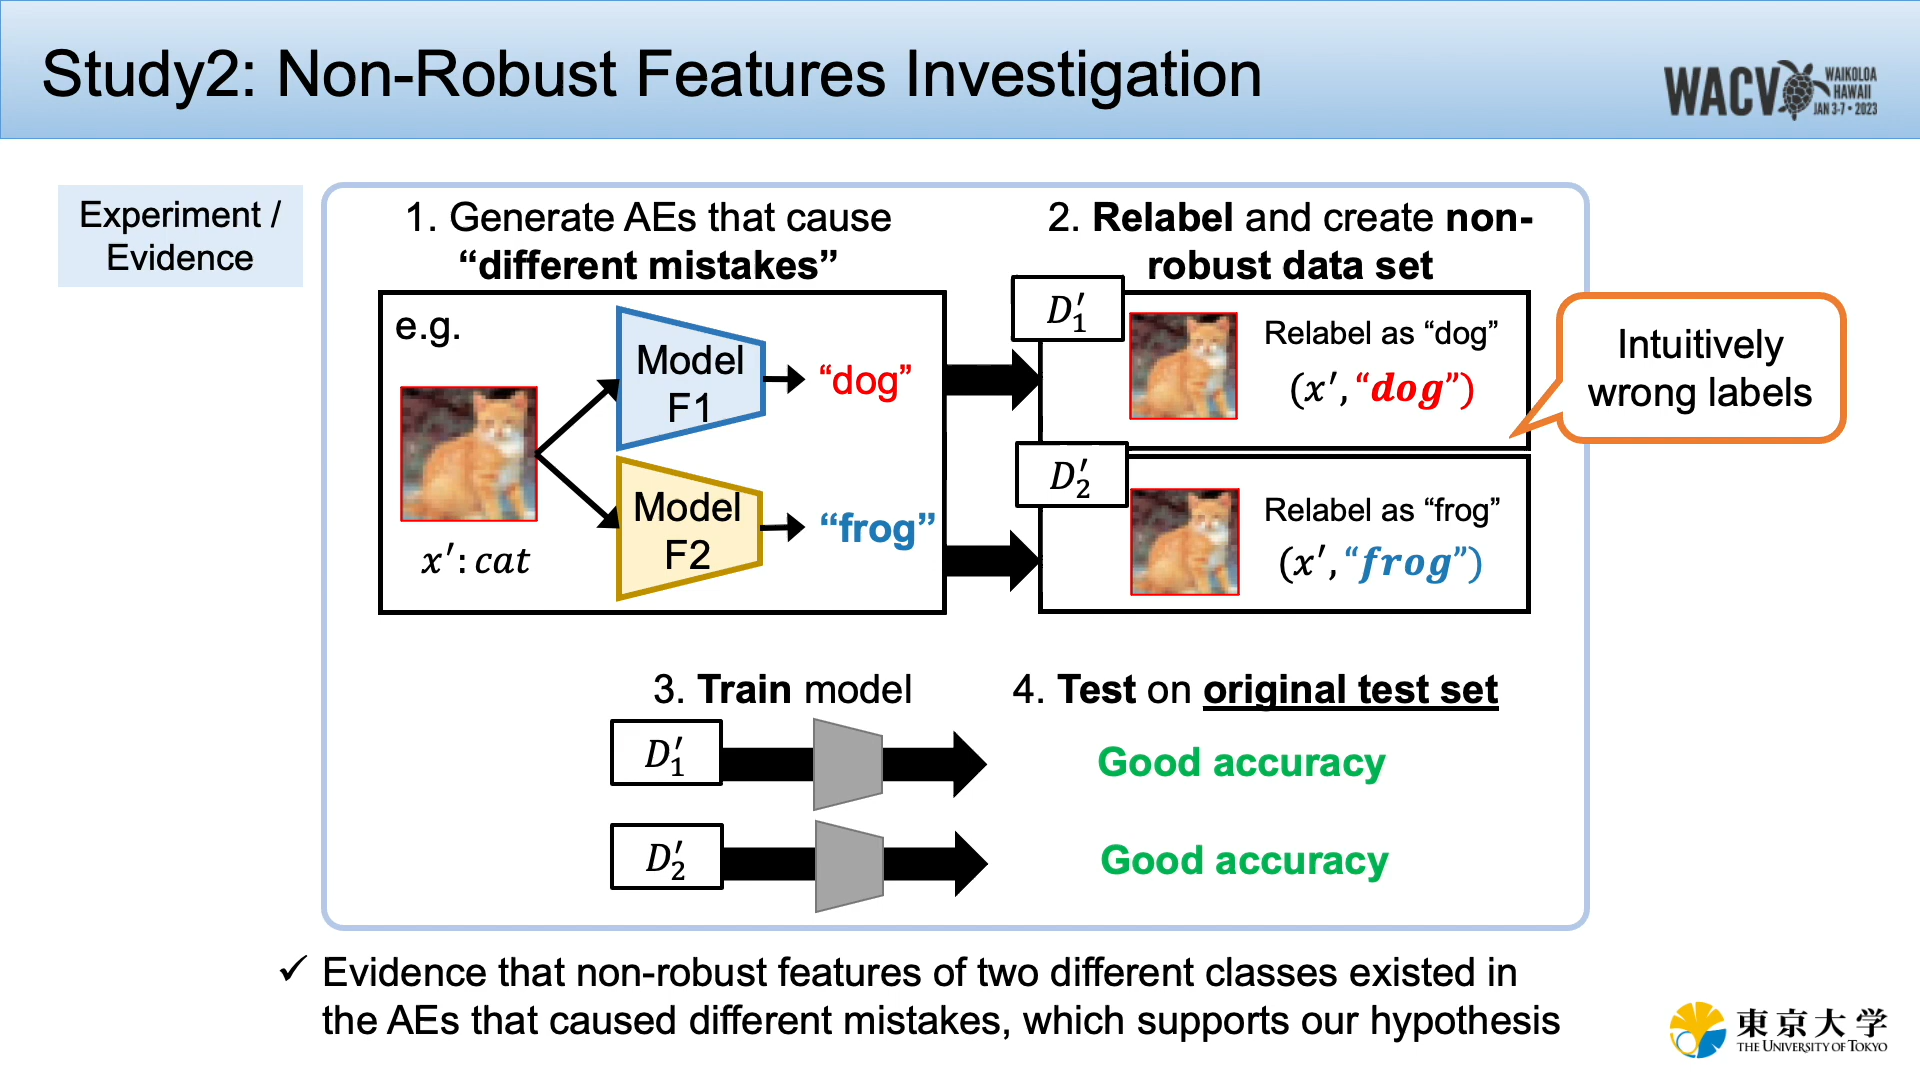 Study2: Non-Robust Features Investigation
WACV
WAIKOLOA
HAWAII
JAN 3-7 • 2023
Experiment /
Evidence
1. Generate AEs that cause
“different mistakes”
e.g.
Model
F1
“dog”
Model
F2
“frog”
x′: cat
2. Relabel and create non-
robust data set
D′₁
Relabel as “dog”
(x′, “dog”)
D′₂
Relabel as “frog”
(x′, “frog”)
Intuitively
wrong labels
3. Train model
D′₁
D′₂
4. Test on original test set
Good accuracy
Good accuracy
✓ Evidence that non-robust features of two different classes existed in
the AEs that caused different mistakes, which supports our hypothesis
東京大学
THE UNIVERSITY OF TOKYO